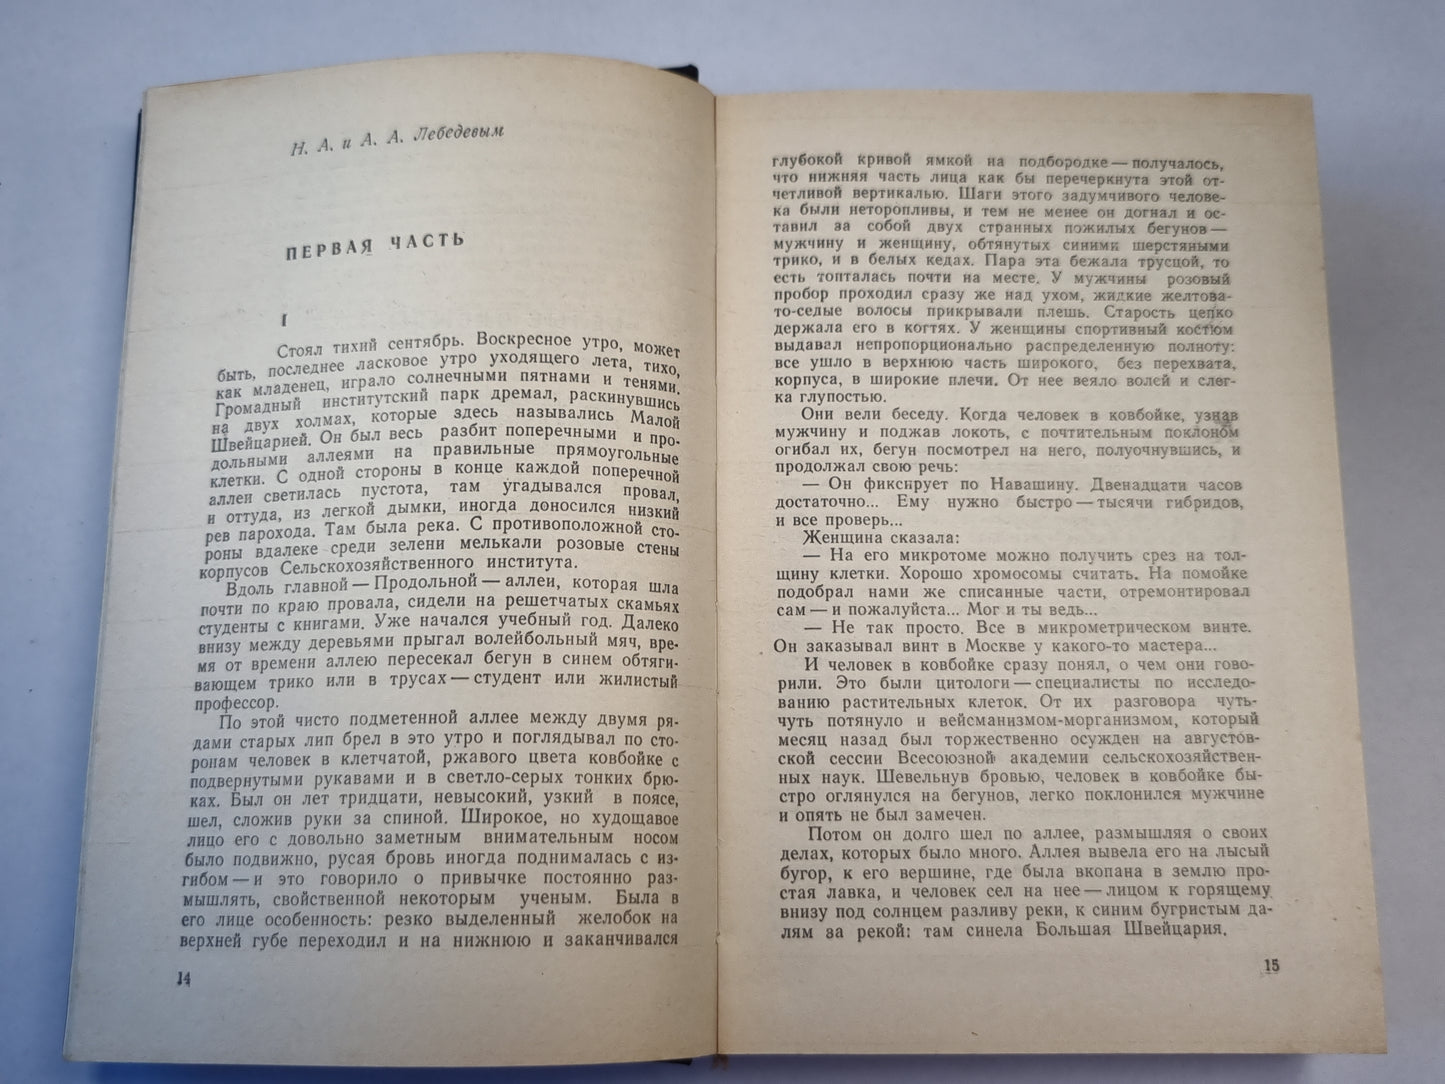 Н. А. и А. А. Лебедевым
ПЕРВАЯ ЧАСТЬ
I
Стоял тихий сентябрь. Воскресное утро, может
быть, последнее ласковое утро уходящего лета, тихо,
как младенец, играло солнечными пятнами и тенями.
Громадный институтский парк дремал, раскинувшись
на двух холмах, которые здесь назывались Малой
Швейцарией. Он был весь разбит поперечными и про-
дольными аллеями на правильные прямоугольные
клетки. С одной стороны в конце каждой поперечной
аллеи светилась пустота, там угадывался провал,
и оттуда, из легкой дымки, иногда доносился низкий
рев парохода. Там была река. С противоположной сто-
роны вдалеке среди зелени мелькали розовые стены
корпусов Сельскохозяйственного института.
Вдоль главной — Продольной — аллеи, которая шла
почти по краю провала, сидели на решетчатых скамьях
студенты с книгами. Уже начался учебный год. Далеко
внизу между деревьями прыгал волейбольный мяч, вре-
мя от времени аллею пересекал бегун в синем обтяги-
вающем трико или в трусах — студент или жилистый
профессор.
По этой чисто подметенной аллее между двумя ря-
дами старых лип брел в это утро и поглядывал по сто-
ронам человек в клетчатой, ржавого цвета ковбойке с
подвернутыми рукавами и в светло-серых тонких брю-
ках. Был он лет тридцати, невысокий, узкий в поясе,
шел, сложив руки за спиной. Широкое, но худощавое
лицо его с довольно заметным внимательным носом
было подвижно, русая бровь иногда поднималась с из-
гибом — и это говорило о привычке постоянно раз-
мышлять, свойственной некоторым ученым. Была в
его лице особенность: резко выделенный желобок на
верхней губе переходил и на нижнюю и заканчивался
14
глубокой кривой ямкой на подбородке — получалось,
что нижняя часть лица как бы перечеркнута этой от-
четливой вертикалью. Шаги этого задумчивого челове-
ка были неторопливы, и тем не менее он догнал и ос-
тавил за собой двух странных пожилых бегунов —
мужчину и женщину, обтянутых синими шерстяными
трико, и в белых кедах. Пара эта бежала трусцой, то
есть топталась почти на месте. У мужчины розовый
пробор проходил сразу же над ухом, жидкие желтова-
то-седые волосы прикрывали плешь. Старость цепко
держала его в когтях. У женщины спортивный костюм
выдавал непропорционально распределенную полноту:
все ушло в верхнюю часть широкого, без перехвата,
корпуса, в широкие плечи. От нее веяло волей и слег-
ка глупостью.
Они вели беседу. Когда человек в ковбойке, узнав
мужчину и поджав локоть, с почтительным поклоном
огибал их, бегун посмотрел на него, полуочнувшись, и
продолжал свою речь:
— Он фиксирует по Навашину. Двенадцати часов
достаточно... Ему нужно быстро — тысячи гибридов,
и все проверь...
Женщина сказала:
— На его микротоме можно получить срез на тол-
щину клетки. Хорошо хромосомы считать. На помойке
подобрал нами же списанные части, отремонтировал
сам — и пожалуйста... Мог и ты ведь...
— Не так просто. Все в микрометрическом винте.
Он заказывал винт в Москве у какого-то мастера...
И человек в ковбойке сразу понял, о чем они гово-
рили. Это были цитологи — специалисты по исследо-
ванию растительных клеток. От их разговора чуть-
чуть потянуло и вейсманизмом-морганизмом, который
месяц назад был торжественно осужден на августов-
ской сессии Всесоюзной академии сельскохозяйствен-
ных наук. Шевельнув бровью, человек в ковбойке бы-
стро оглянулся на бегунов, легко поклонился мужчине
и опять не был замечен.
Потом он долго шел по аллее, размышляя о своих
делах, которых было много. Аллея вывела его на лысый
бугор, к его вершине, где была вкопана в землю про-
стая лавка, и человек сел на нее — лицом к горящему
внизу под солнцем разливу реки, к синим бугристым да-
лям за рекой: там синела Большая Швейцария.
15